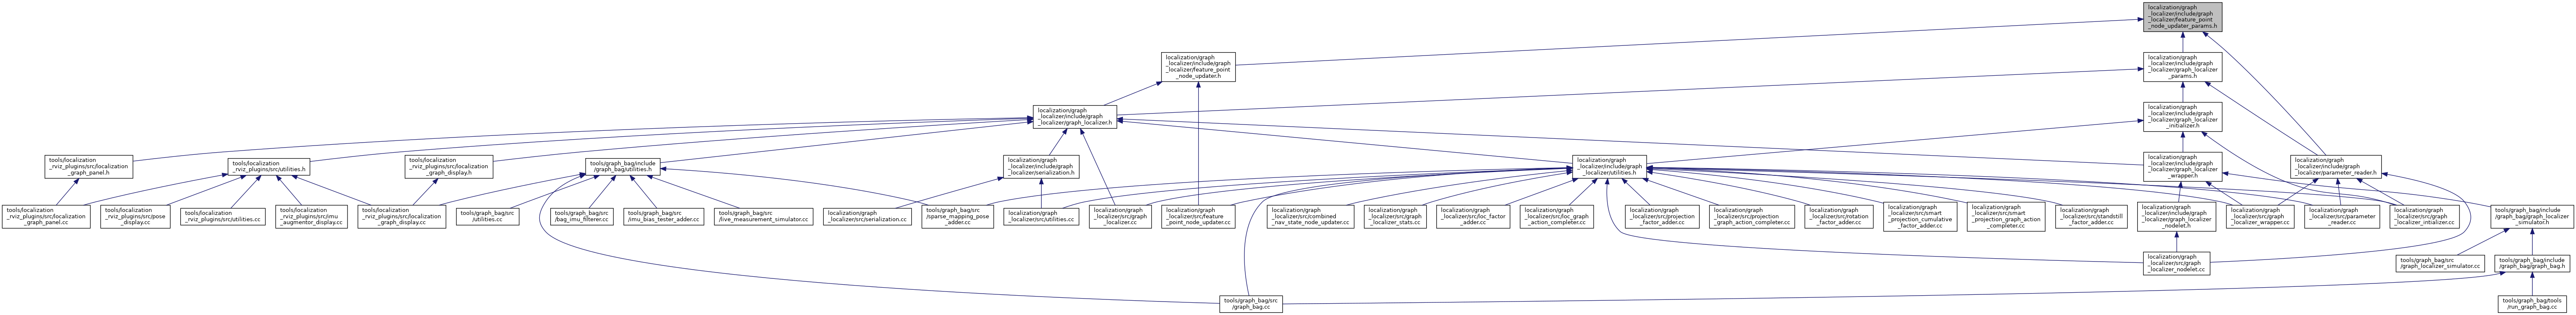 localization/graph
_localizer/include/graph
_localizer/feature_point
_node_updater_params.h
localization/graph
_localizer/include/graph
_localizer/feature_point
_node_updater.h
localization/graph
_localizer/include/graph
_localizer/graph_localizer
_params.h
localization/graph
_localizer/include/graph
_localizer/graph_localizer.h
localization/graph
_localizer/include/graph
_localizer/graph_localizer
_initializer.h
tools/localization
_rviz_plugins/src/localization
_graph_panel.h
tools/localization
_rviz_plugins/src/utilities.h
tools/localization
_rviz_plugins/src/localization
_graph_display.h
tools/graph_bag/include
/graph_bag/utilities.h
localization/graph
_localizer/include/graph
_localizer/serialization.h
localization/graph
_localizer/include/graph
_localizer/utilities.h
localization/graph
_localizer/include/graph
_localizer/graph_localizer
_wrapper.h
localization/graph
_localizer/include/graph
_localizer/parameter_reader.h
tools/localization
_rviz_plugins/src/localization
_graph_panel.cc
tools/localization
_rviz_plugins/src/pose
_display.cc
tools/localization
_rviz_plugins/src/utilities.cc
tools/localization
_rviz_plugins/src/imu
_augmentor_display.cc
tools/localization
_rviz_plugins/src/localization
_graph_display.cc
tools/graph_bag/src
/utilities.cc
tools/graph_bag/src
/bag_imu_filterer.cc
tools/graph_bag/src
/imu_bias_tester_adder.cc
tools/graph_bag/src
/live_measurement_simulator.cc
localization/graph
_localizer/src/serialization.cc
tools/graph_bag/src
/sparse_mapping_pose
_adder.cc
localization/graph
_localizer/src/utilities.cc
localization/graph
_localizer/src/graph
_localizer.cc
localization/graph
_localizer/src/feature
_point_node_updater.cc
localization/graph
_localizer/src/combined
_nav_state_node_updater.cc
localization/graph
_localizer/src/graph
_localizer_stats.cc
localization/graph
_localizer/src/loc_factor
_adder.cc
localization/graph
_localizer/src/loc_graph
_action_completer.cc
localization/graph
_localizer/src/projection
_factor_adder.cc
localization/graph
_localizer/src/projection
_graph_action_completer.cc
localization/graph
_localizer/src/rotation
_factor_adder.cc
localization/graph
_localizer/src/smart
_projection_cumulative
_factor_adder.cc
localization/graph
_localizer/src/smart
_projection_graph_action
_completer.cc
localization/graph
_localizer/src/standstill
_factor_adder.cc
localization/graph
_localizer/include/graph
_localizer/graph_localizer
_nodelet.h
localization/graph
_localizer/src/graph
_localizer_wrapper.cc
localization/graph
_localizer/src/parameter
_reader.cc
localization/graph
_localizer/src/graph
_localizer_intializer.cc
tools/graph_bag/include
/graph_bag/graph_localizer
_simulator.h
localization/graph
_localizer/src/graph
_localizer_nodelet.cc
tools/graph_bag/src
/graph_localizer_simulator.cc
tools/graph_bag/include
/graph_bag/graph_bag.h
tools/graph_bag/src
/graph_bag.cc
tools/graph_bag/tools
/run_graph_bag.cc